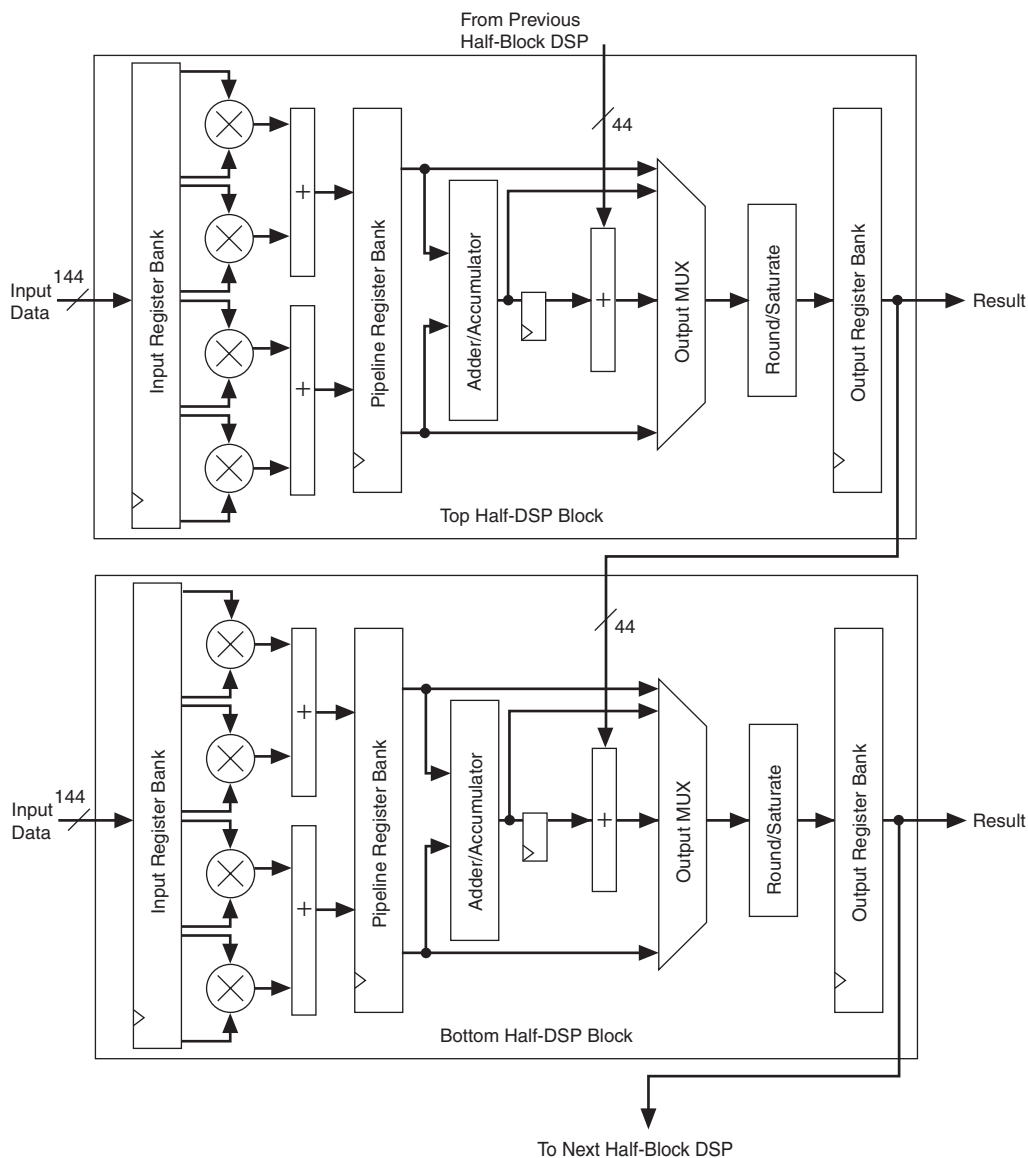 From Previous
Half-Block DSP
44
144
Input
Data
Input Register Bank
+
+
Pipeline Register Bank
Adder/Accumulator
+
Output MUX
Round/Saturate
Output Register Bank
Result
Top Half-DSP Block
44
144
Input
Data
Input Register Bank
+
+
Pipeline Register Bank
Adder/Accumulator
+
Output MUX
Round/Saturate
Output Register Bank
Result
Bottom Half-DSP Block
To Next Half-Block DSP